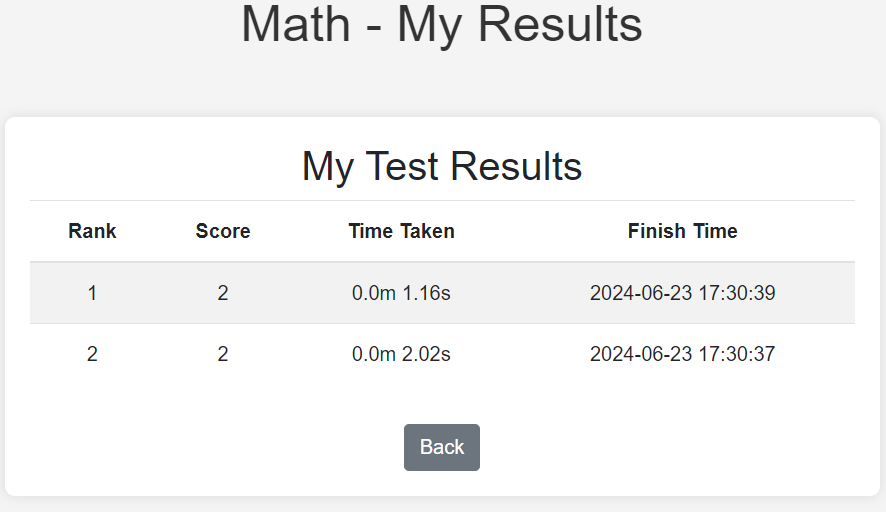 Math - My Results
My Test Results
Rank Score Time Taken Finish Time
1 2 0.0m 1.16s 2024-06-23 17:30:39
2 2 0.0m 2.02s 2024-06-23 17:30:37
Back